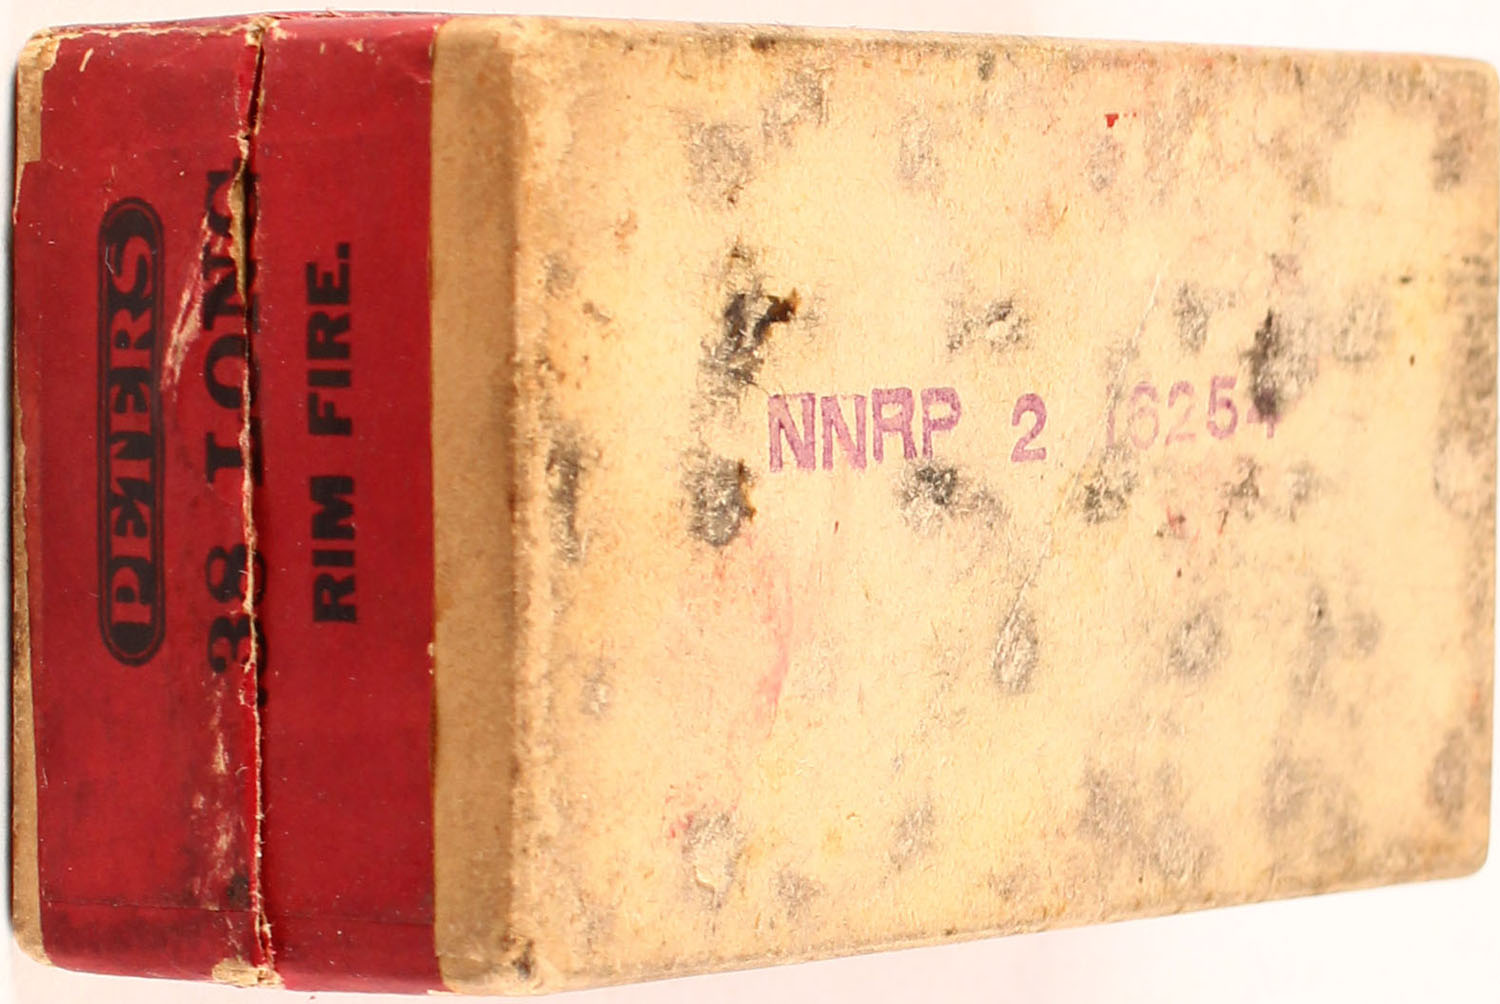 PETERS
.38 LONG
RIM FIRE.
NNRP 2 16254